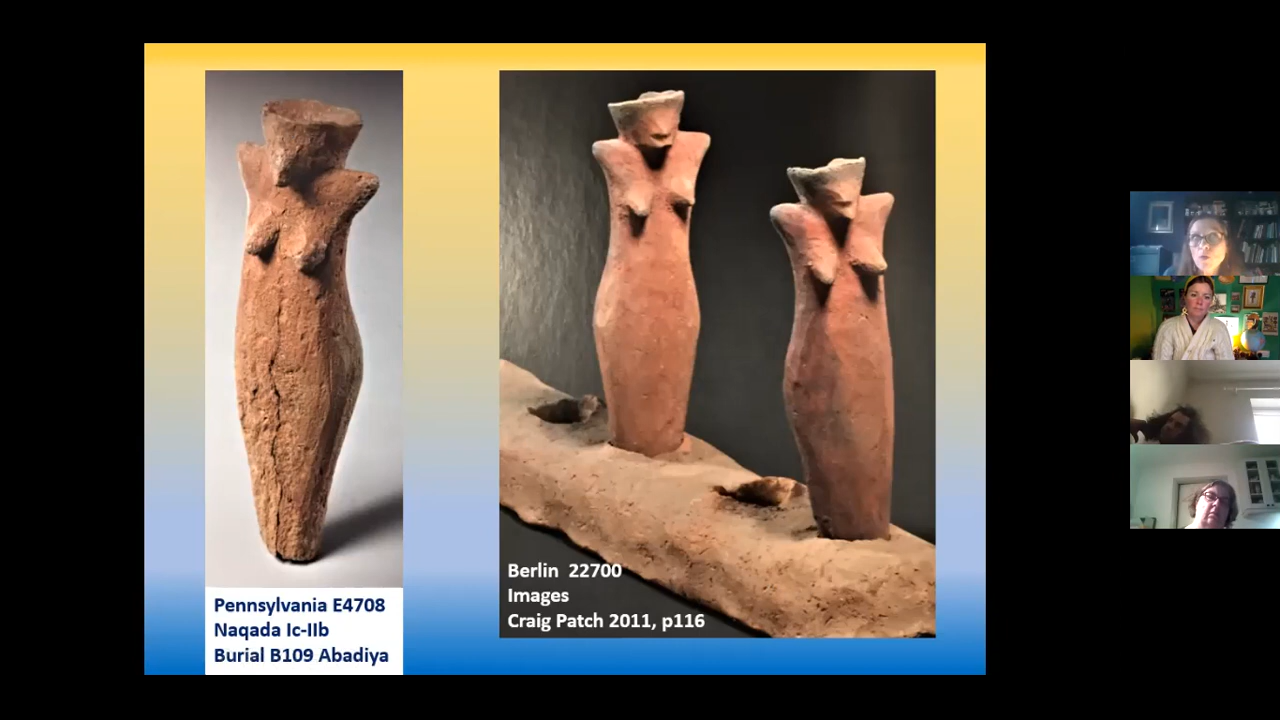 Pennsylvania E4708
Naqada Ic-IIb
Burial B109 Abadiya
Berlin 22700
Images
Craig Patch 2011, p116